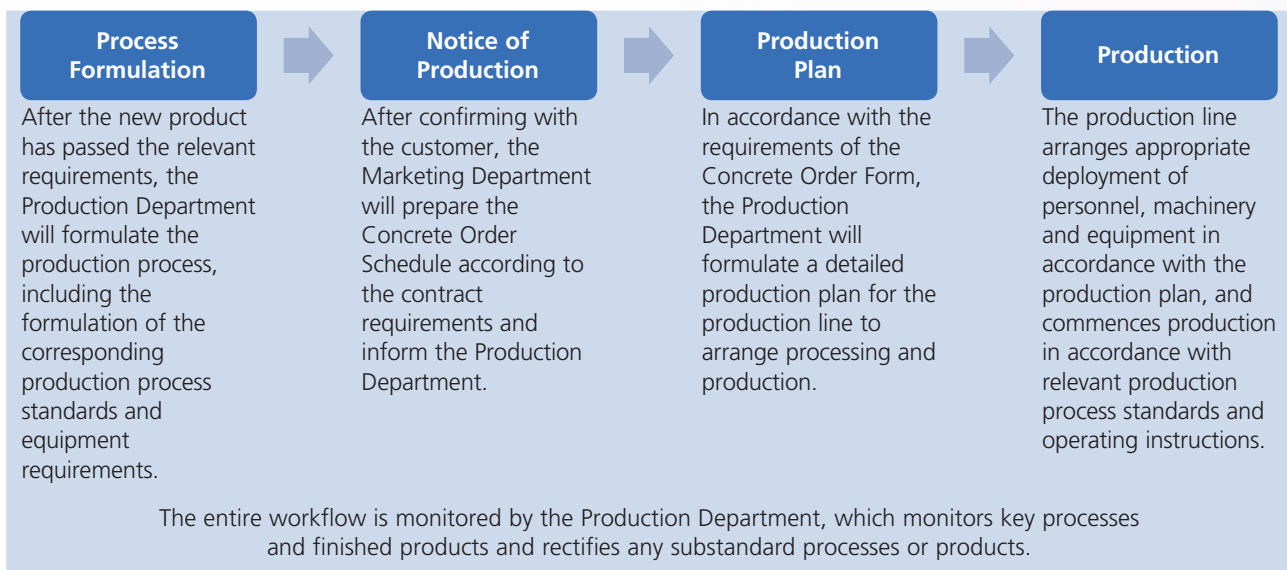 Process
Formulation
After the new product
has passed the relevant
requirements, the
Production Department
will formulate the
production process,
including the
formulation of the
corresponding
production process
standards and
equipment
requirements.
Notice of
Production
After confirming with
the customer, the
Marketing Department
will prepare the
Concrete Order
Schedule according to
the contract
requirements and
inform the Production
Department.
Production
Plan
In accordance with the
requirements of the
Concrete Order Form,
the Production
Department will
formulate a detailed
production plan for the
production line to
arrange processing and
production.
Production
The production line
arranges appropriate
deployment of
personnel, machinery
and equipment in
accordance with the
production plan, and
commences production
in accordance with
relevant production
process standards and
operating instructions.
The entire workflow is monitored by the Production Department, which monitors key processes
and finished products and rectifies any substandard processes or products.